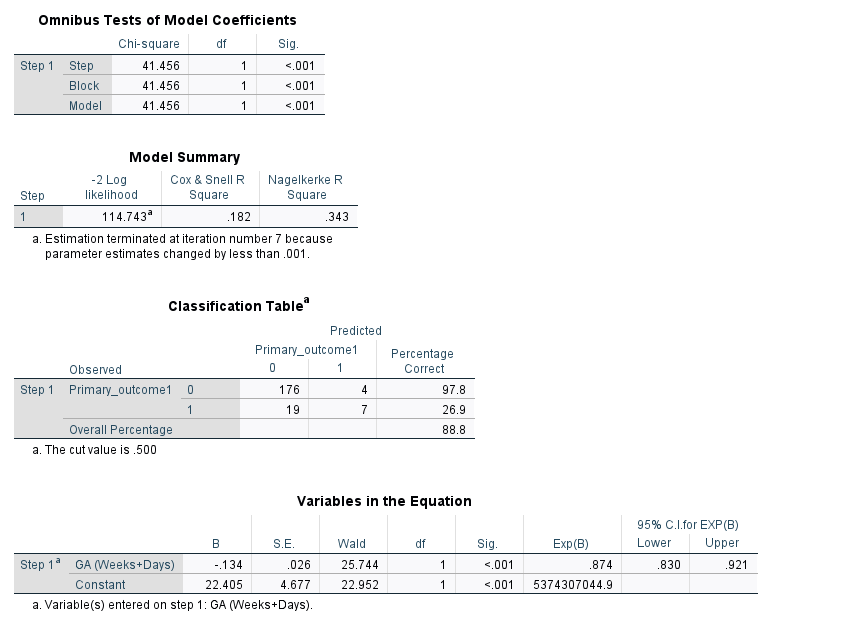 Omnibus Tests of Model Coefficients
Chi-square df Sig.
Step 1 Step 41.456 1 <.001
Block 41.456 1 <.001
Model 41.456 1 <.001
Model Summary
Step -2 Log likelihood Cox & Snell R Square Nagelkerke R Square
1 114.743a .182 .343
a. Estimation terminated at iteration number 7 because
parameter estimates changed by less than .001.
Classification Tablea
Predicted
Primary_outcome1 Percentage Correct
Observed 0 1
Step 1 Primary_outcome1 0 176 4 97.8
1 19 7 26.9
Overall Percentage 88.8
a. The cut value is .500
Variables in the Equation
95% C.I.for EXP(B)
B S.E. Wald df Sig. Exp(B) Lower Upper
Step 1a GA (Weeks+Days) -.134 .026 25.744 1 <.001 .874 .830 .921
Constant 22.405 4.677 22.952 1 <.001 5374307044.9
a. Variable(s) entered on step 1: GA (Weeks+Days).